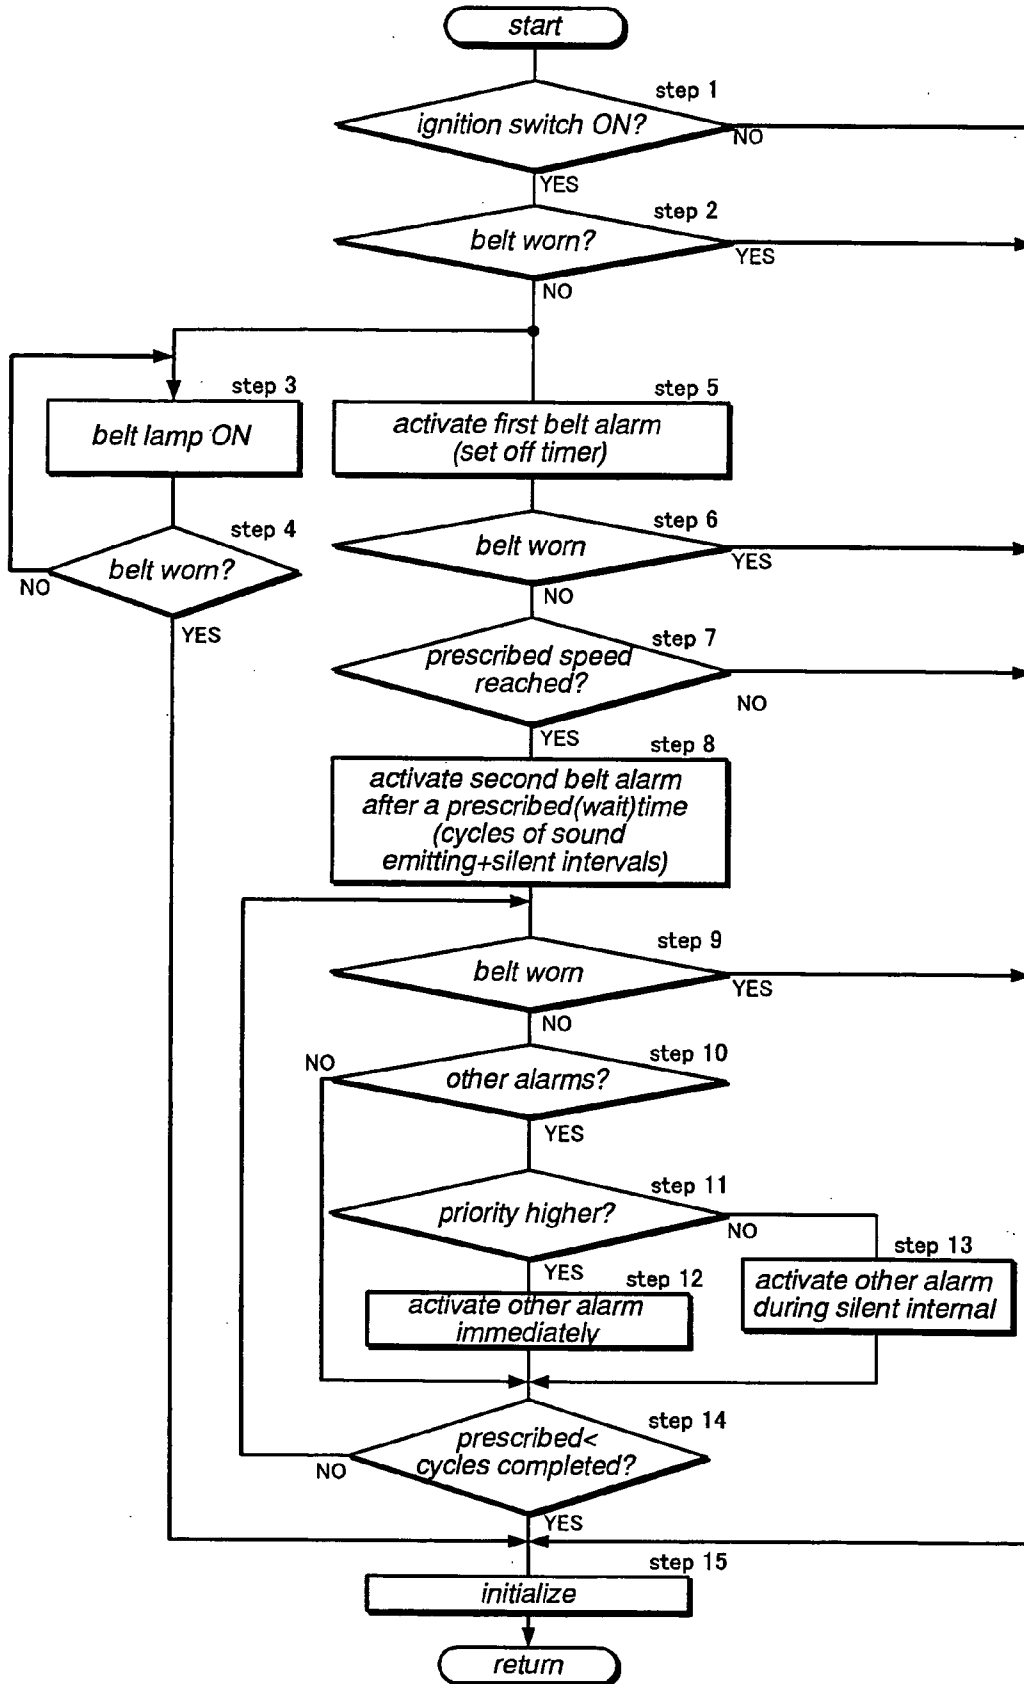 start
step 1
ignition switch ON?
NO
YES
step 2
belt worn?
YES
NO
step 3
belt lamp ON
step 4
belt worn?
NO
YES
step 5
activate first belt alarm
(set off timer)
step 6
belt worn
YES
NO
step 7
prescribed speed
reached?
NO
YES
step 8
activate second belt alarm
after a prescribed(wait)time
(cycles of sound
emitting+silent intervals)
step 9
belt worn
YES
NO
step 10
NO
other alarms?
YES
step 11
priority higher?
NO
YES
step 12
activate other alarm
immediately
step 13
activate other alarm
during silent internal
step 14
prescribed<
cycles completed?
NO
YES
step 15
initialize
return